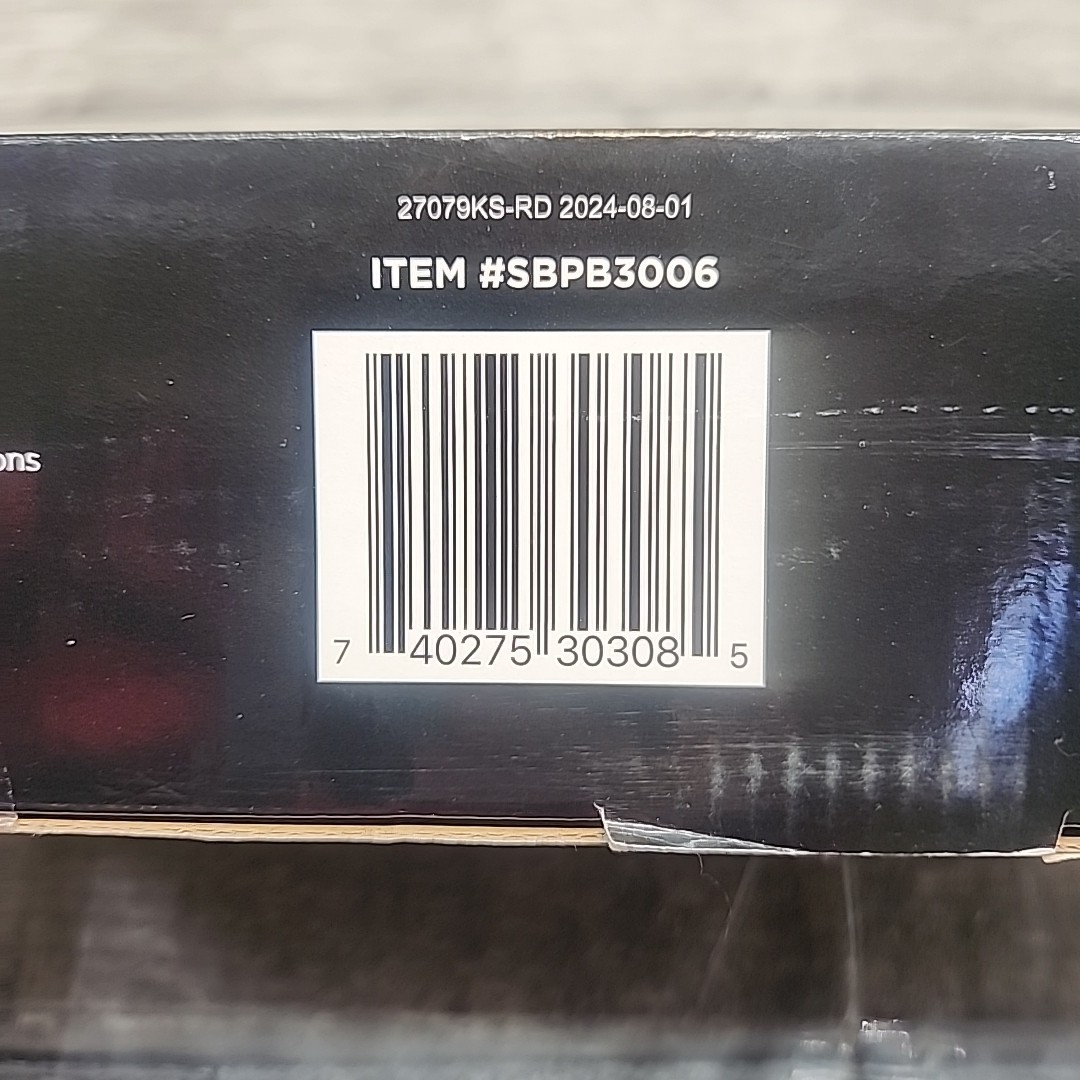 27079KS-RD 2024-08-01
ITEM #SBPB3006
ons
7 40275 30308 5